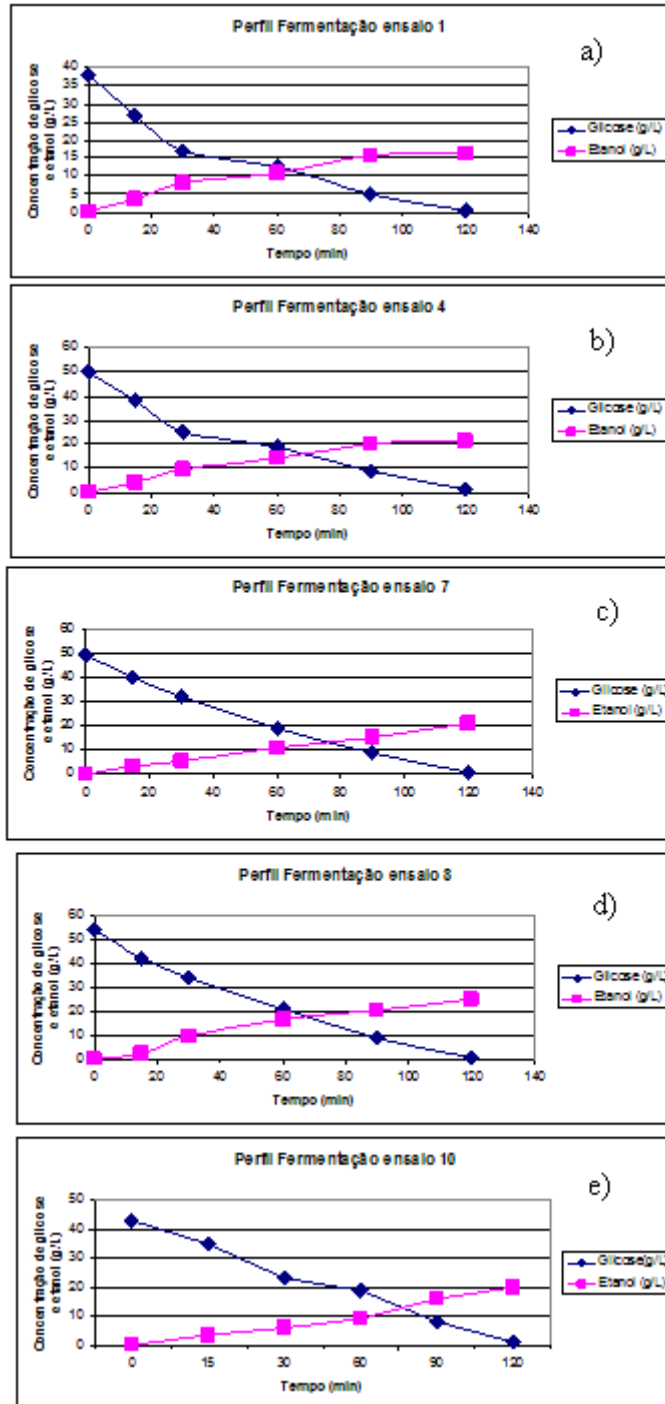 Perfil Fermentação ensaio 1
a)
Concentração de glicose
e etanol (g/L)
40
35
30
25
20
15
10
5
0
0 20 40 60 80 100 120 140
Tempo (min)
Glicose (g/L)
Etanol (g/L)
Perfil Fermentação ensaio 4
b)
Concentração de glicose
e etanol (g/L)
60
50
40
30
20
10
0
0 20 40 60 80 100 120 140
Tempo (min)
Glicose (g/L)
Etanol (g/L)
Perfil Fermentação ensaio 7
c)
Concentração de glicose
e etanol (g/L)
60
50
40
30
20
10
0
0 20 40 60 80 100 120 140
Tempo (min)
Glicose (g/L)
Etanol (g/L)
Perfil Fermentação ensaio 8
d)
Concentração de glicose
e etanol (g/L)
60
50
40
30
20
10
0
0 20 40 60 80 100 120 140
Tempo (min)
Glicose (g/L)
Etanol (g/L)
Perfil Fermentação ensaio 10
e)
Concentração de glicose
e etanol (g/L)
50
40
30
20
10
0
0 15 30 60 90 120
Tempo (min)
Glicose(g/L)
Etanol (g/L)